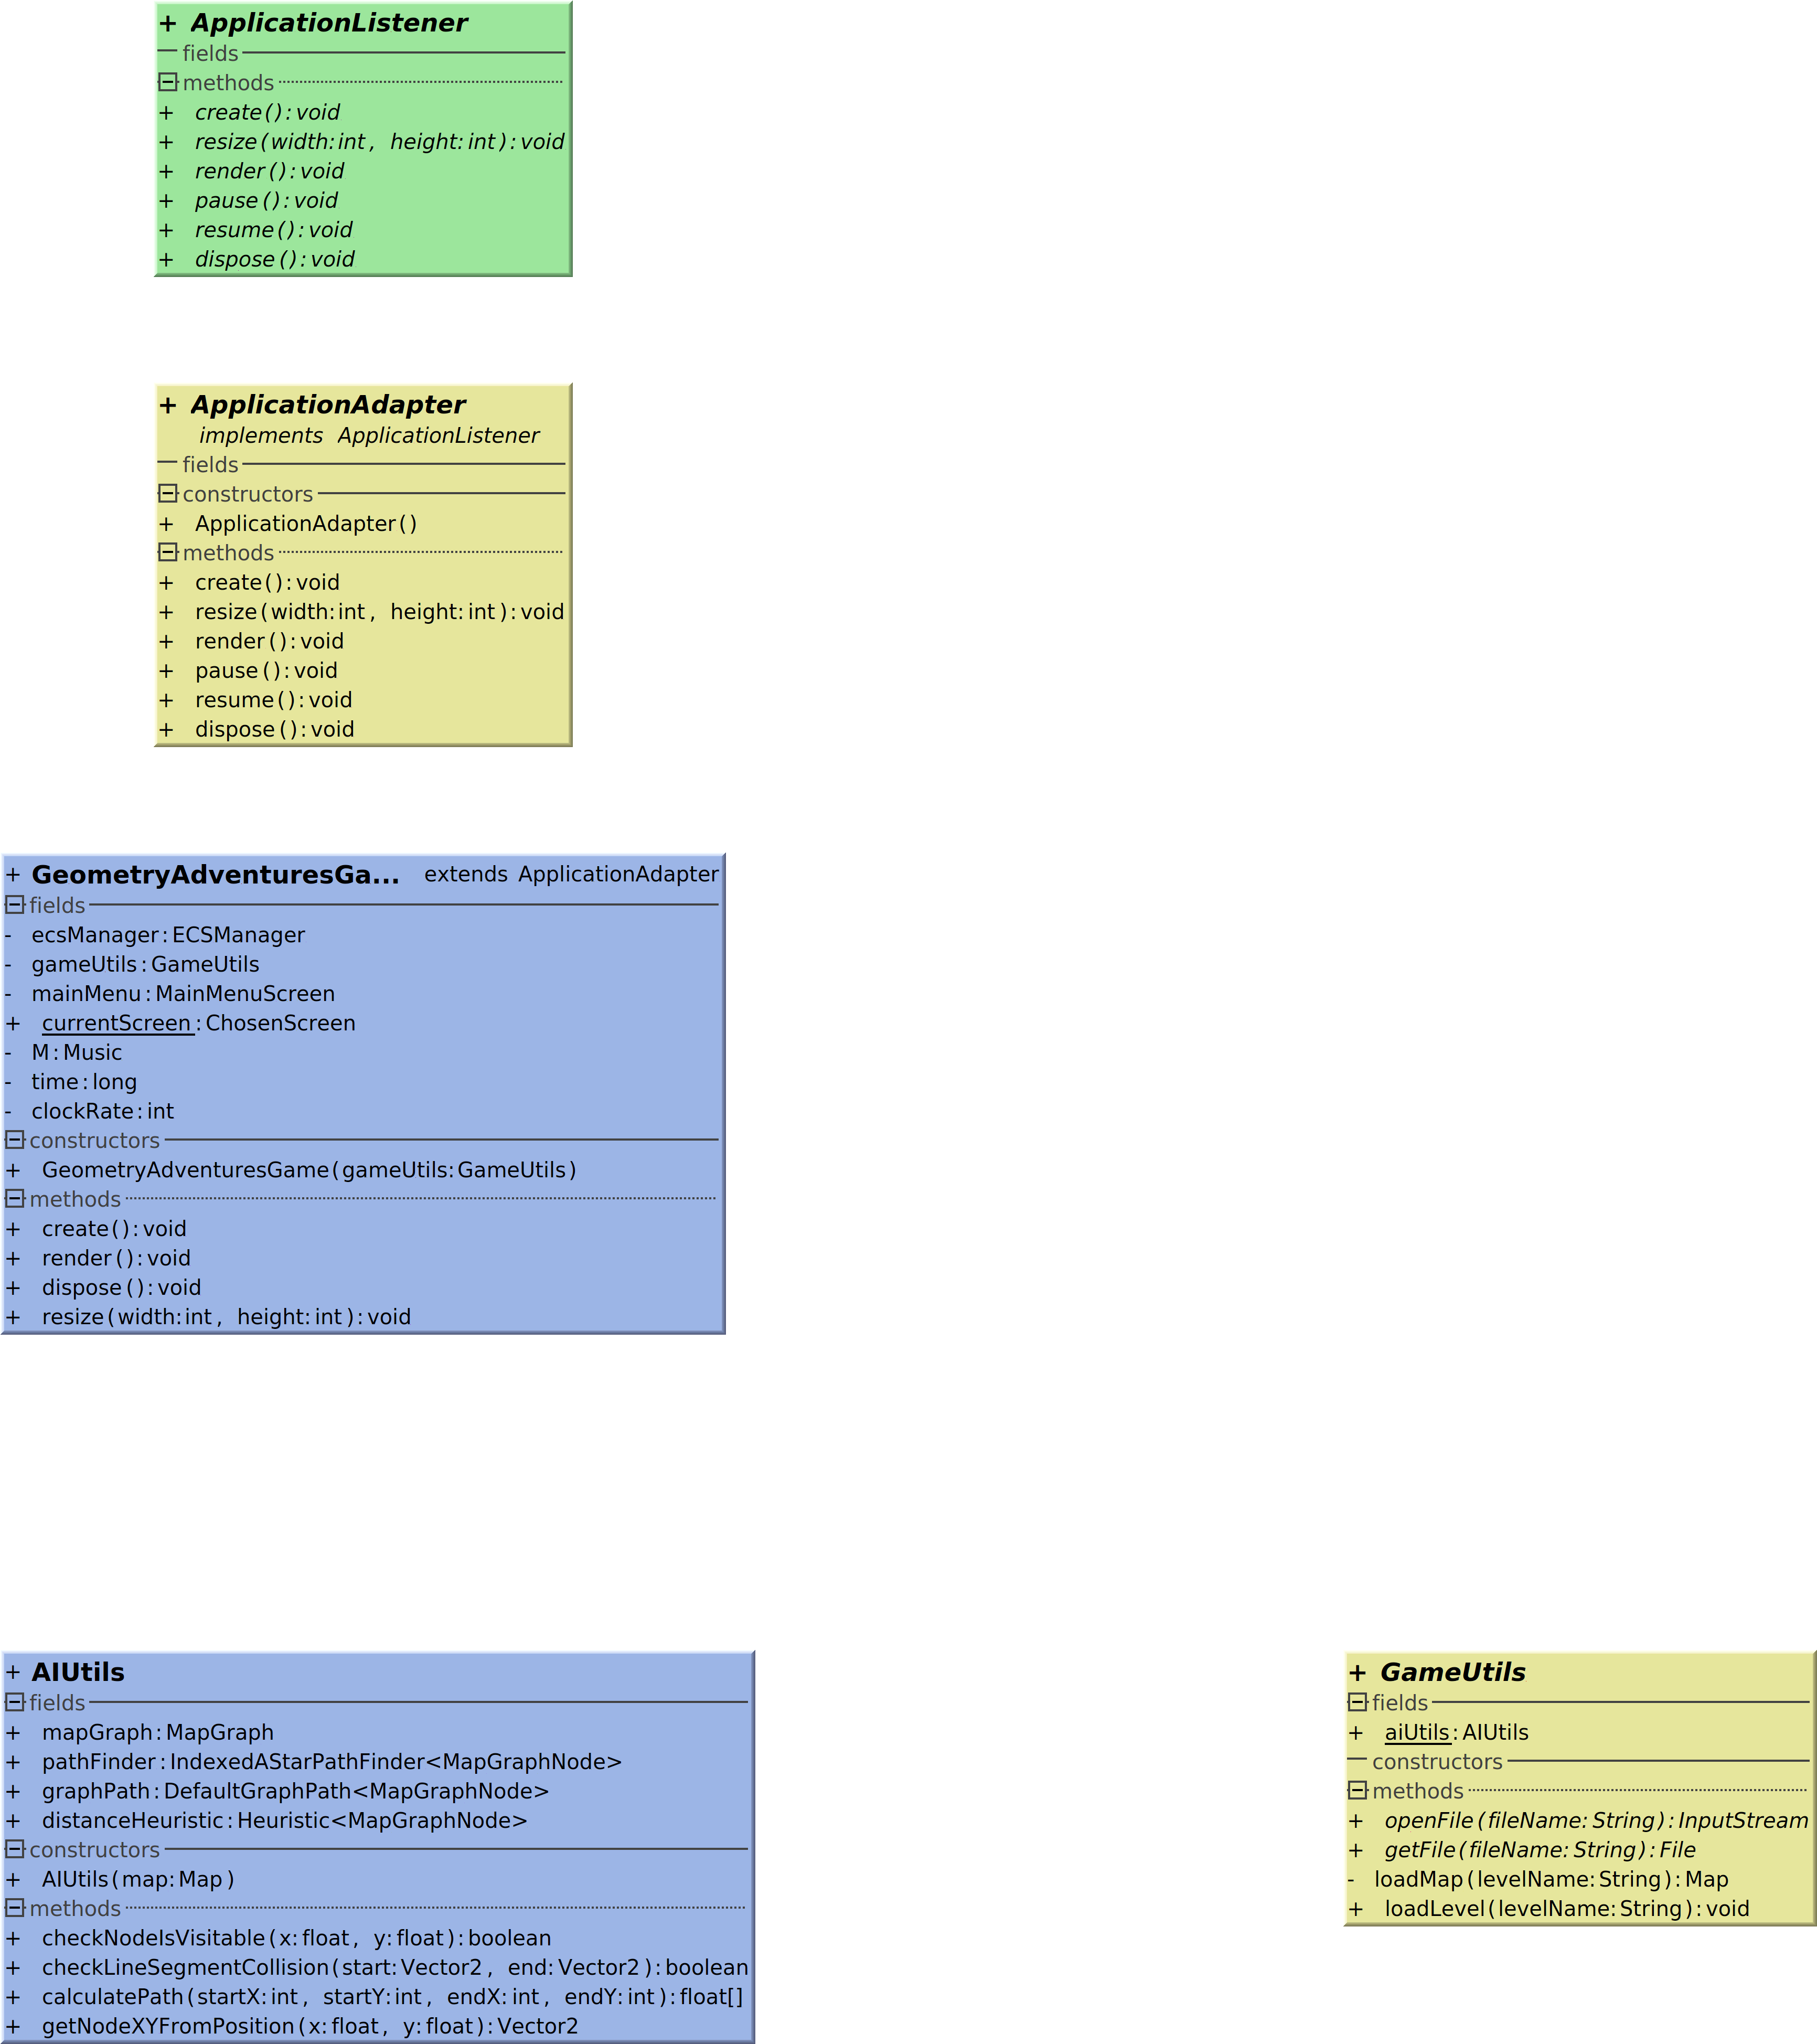 + ApplicationListener
fields
methods
+ create():void
+ resize(width:int, height:int):void
+ render():void
+ pause():void
+ resume():void
+ dispose():void
+ ApplicationAdapter
implements ApplicationListener
fields
constructors
+ ApplicationAdapter()
methods
+ create():void
+ resize(width:int, height:int):void
+ render():void
+ pause():void
+ resume():void
+ dispose():void
+ GeometryAdventuresGa... extends ApplicationAdapter
fields
- ecsManager:ECSManager
- gameUtils:GameUtils
- mainMenu:MainMenuScreen
+ currentScreen:ChosenScreen
- M:Music
- time:long
- clockRate:int
constructors
+ GeometryAdventuresGame(gameUtils:GameUtils)
methods
+ create():void
+ render():void
+ dispose():void
+ resize(width:int, height:int):void
+ AIUtils
fields
+ mapGraph:MapGraph
+ pathFinder:IndexedAStarPathFinder<MapGraphNode>
+ graphPath:DefaultGraphPath<MapGraphNode>
+ distanceHeuristic:Heuristic<MapGraphNode>
constructors
+ AIUtils(map:Map)
methods
+ checkNodeIsVisitable(x:float, y:float):boolean
+ checkLineSegmentCollision(start:Vector2, end:Vector2):boolean
+ calculatePath(startX:int, startY:int, endX:int, endY:int):float[]
+ getNodeXYFromPosition(x:float, y:float):Vector2
+ GameUtils
fields
+ aiUtils:AIUtils
constructors
methods
+ openFile(fileName:String):InputStream
+ getFile(fileName:String):File
- loadMap(levelName:String):Map
+ loadLevel(levelName:String):void